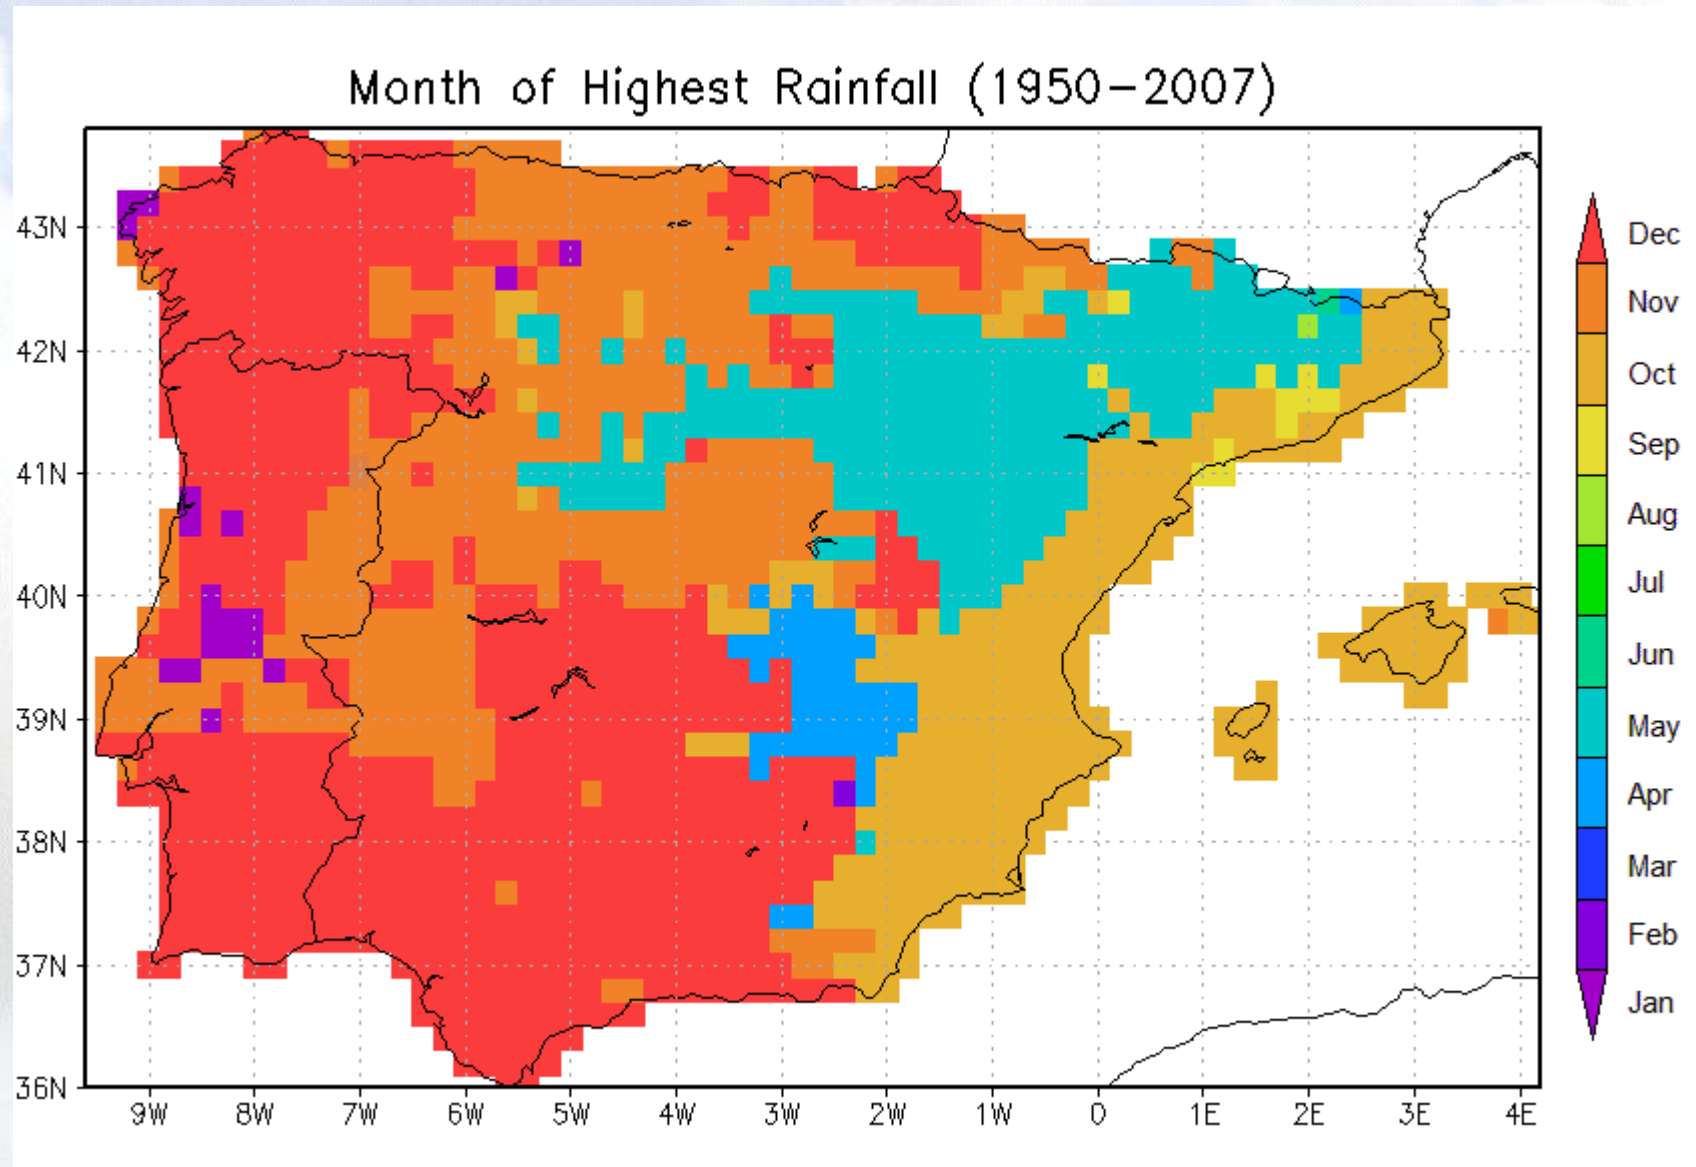 Month of Highest Rainfall (1950-2007)
43N
42N
41N
40N
39N
38N
37N
36N
9W 8W 7W 6W 5W 4W 3W 2W 1W 0 1E 2E 3E 4E
Dec
Nov
Oct
Sep
Aug
Jul
Jun
May
Apr
Mar
Feb
Jan